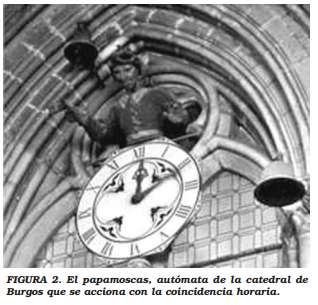 FIGURA 2. El papamoscas, autómata de la catedral de
Burgos que se acciona con la coincidencia horaria.